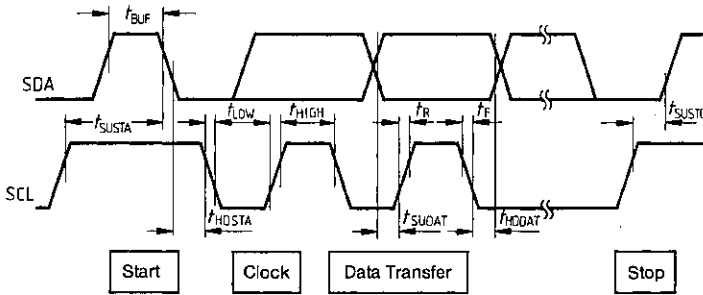 tBUF
SDA
tSUSTA
tLOW
tHIGH
tR
tF
tSUSTO
SCL
tHDSTA
tSUDAT
tHDDAT
Start
Clock
Data Transfer
Stop